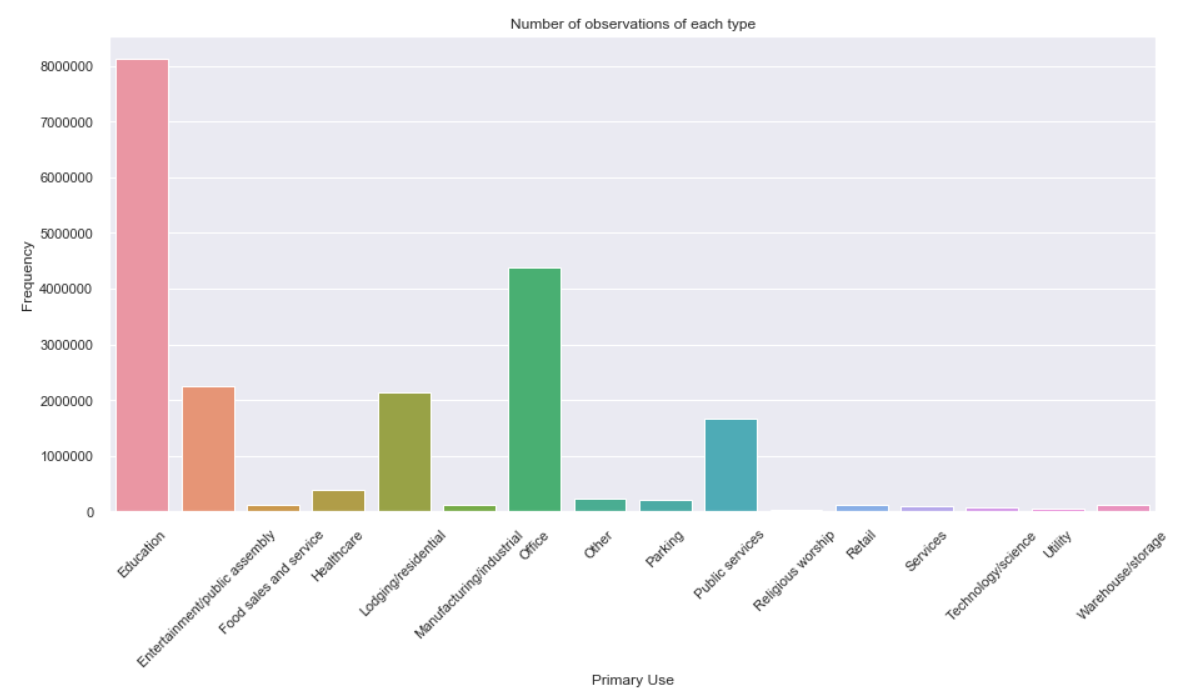 Number of observations of each type
8000000
7000000
6000000
5000000
4000000
3000000
2000000
1000000
0
Frequency
Education
Entertainment/public assembly
Food sales and service
Healthcare
Lodging/residential
Manufacturing/industrial
Office
Other
Parking
Public services
Religious worship
Retail
Services
Technology/science
Utility
Warehouse/storage
Primary Use